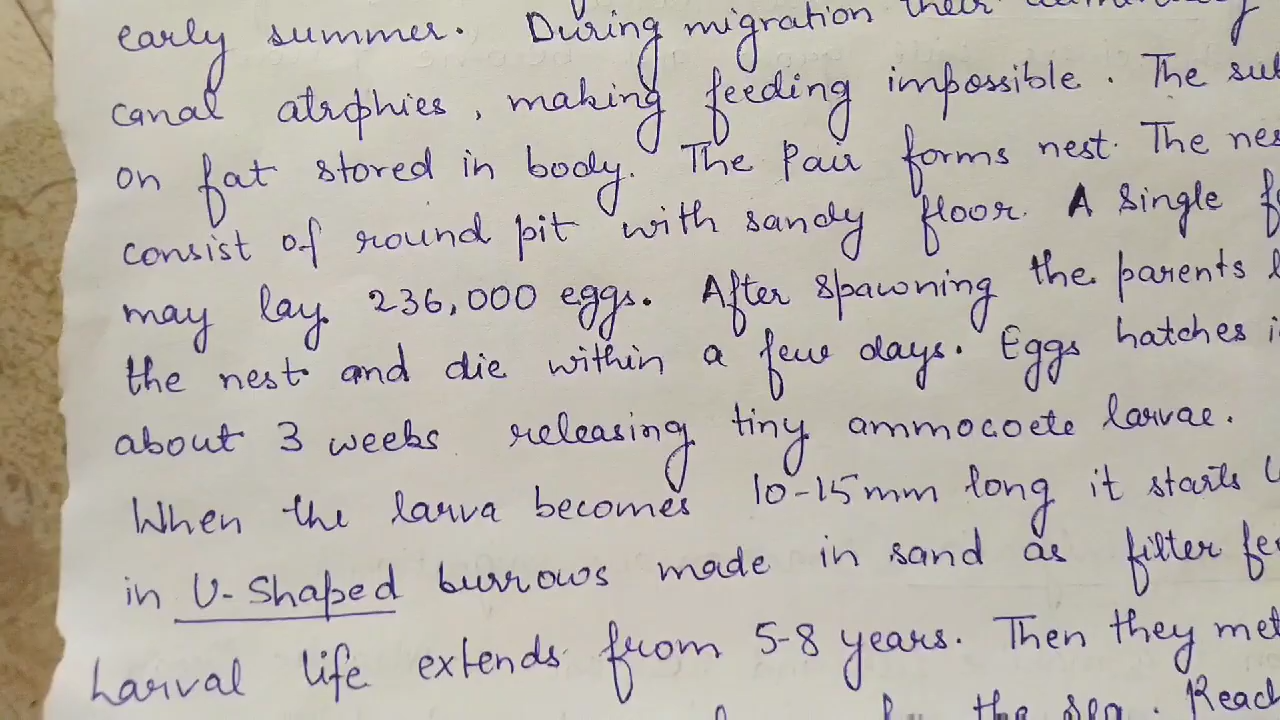 early summer. During migration their
canal atrophies, making feeding impossible. The
on fat stored in body. The Pair forms nest. The
consist of round pit with sandy floor. A single
may lay 236,000 eggs. After spawning the parents
the nest and die within a few days. Eggs hatches
about 3 weeks releasing tiny ammocoete larvae.
When the larva becomes 10-15mm long it starts
in U-Shaped burrows made in sand as filter
Larval life extends from 5-8 years. Then they
the sea.